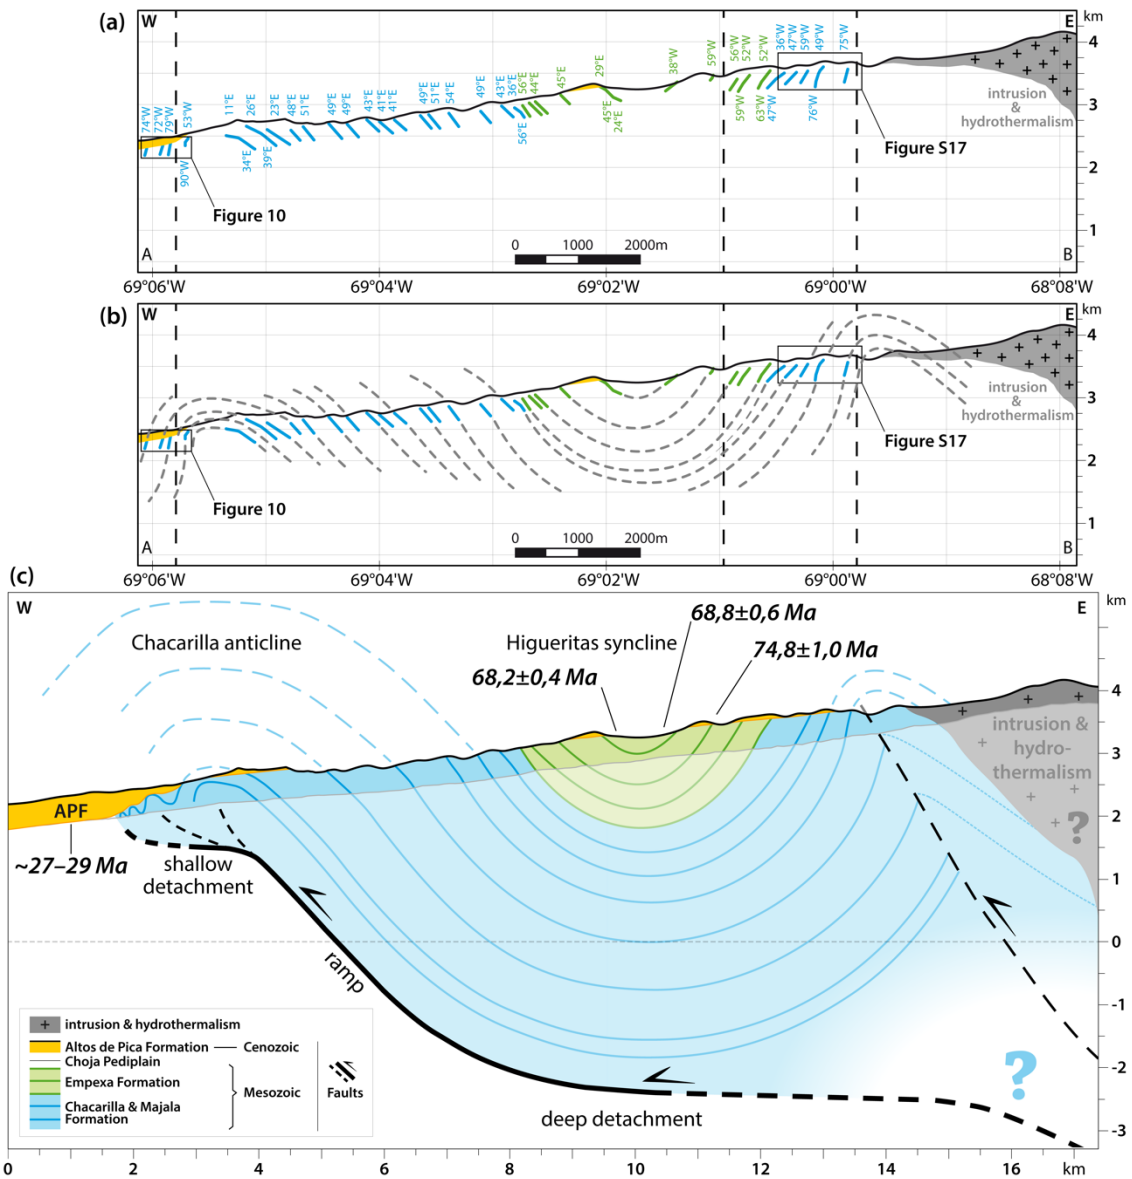 (a)
W
E
km
74°W
72°W
79°W
53°W
90°W
11°E
26°E
23°E
48°E
51°E
34°E
39°E
49°E
49°E
43°E
41°E
41°E
49°E
51°E
54°E
49°E
43°E
36°E
56°E
44°E
56°E
45°E
29°E
45°E
24°E
38°W
59°W
56°W
52°W
52°W
59°W
63°W
47°W
36°W
47°W
59°W
49°W
75°W
76°W
intrusion
&
hydrothermalism
Figure 10
Figure S17
4
3
2
1
A
B
0 1000 2000m
69°06'W 69°04'W 69°02'W 69°00'W 68°08'W
(b)
W
E
intrusion
&
hydrothermalism
Figure S17
Figure 10
4
3
2
1
A
B
0 1000 2000m
69°06'W 69°04'W 69°02'W 69°00'W 68°08'W
(c)
W
E
km
Chacarilla anticline
Higueritas syncline
68,8±0,6 Ma
68,2±0,4 Ma
74,8±1,0 Ma
intrusion &
hydro-
thermalism
?
APF
~27–29 Ma
shallow
detachment
ramp
deep detachment
?
4
3
2
1
0
-1
-2
-3
intrusion & hydrothermalism
Altos de Pica Formation
Cenozoic
Choja Pediplain
Empexa Formation
Mesozoic
Chacarilla & Majala
Formation
Faults
0 2 4 6 8 10 12 14 16 km